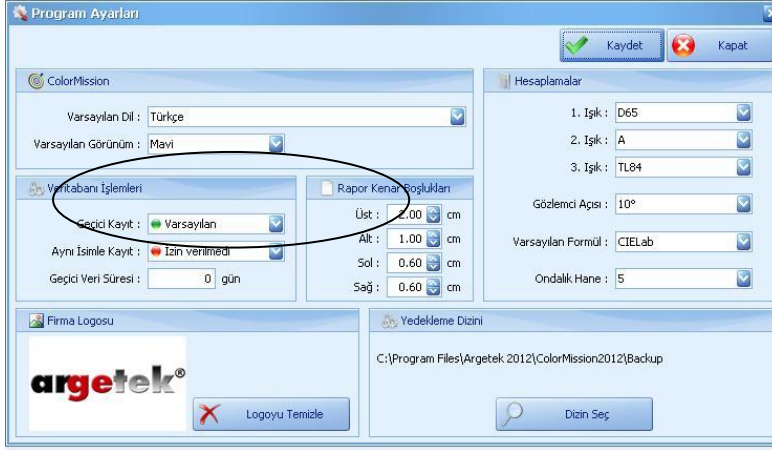 Program Ayarları
Kaydet
Kapat
ColorMission
Varsayılan Dil : Türkçe
Varsayılan Görünüm : Mavi
Hesaplamalar
1. Işık : D65
2. Işık : A
3. Işık : TL84
Gözlemci Açısı : 10°
Varsayılan Formül : CIELab
Ondalık Hane : 5
Veritabanı İşlemleri
Geçici Kayıt : Varsayılan
Aynı İsimle Kayıt : İzin verilmedi
Geçici Veri Süresi : 0 gün
Rapor Kenar Boşlukları
Üst : 2.00 cm
Alt : 1.00 cm
Sol : 0.60 cm
Sağ : 0.60 cm
Firma Logosu
argetek®
Logoyu Temizle
Yedekleme Dizini
C:\Program Files\Argetek 2012\ColorMission2012\Backup
Dizin Seç